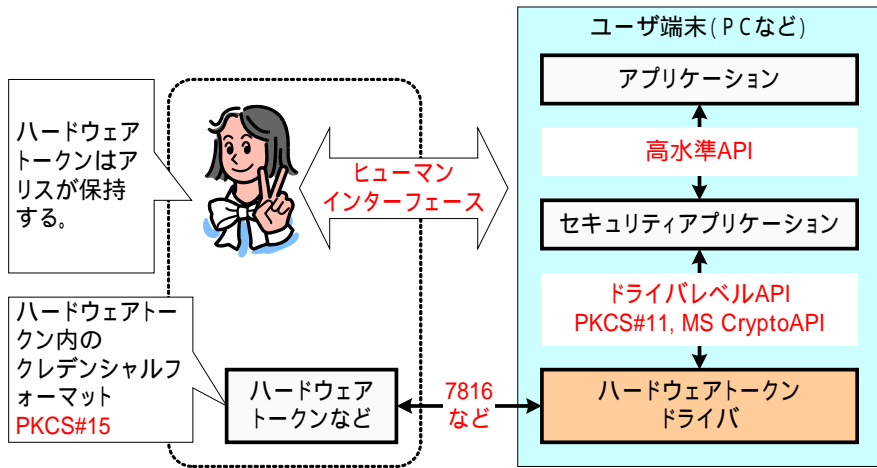 ユーザ端末(PCなど)
アプリケーション
高水準API
セキュリティアプリケーション
ドライバレベルAPI
PKCS#11, MS CryptoAPI
ハードウェアトークン
ドライバ
ハードウェア
トークンはア
リスが保持
する。
ヒューマン
インターフェース
ハードウェアトー
クン内の
クレデンシャルフ
ォーマット
PKCS#15
ハードウェア
トークンなど
7816
など